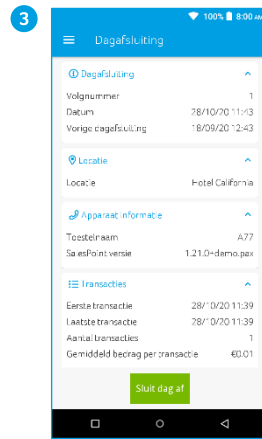 3
100% 8:00 AM
Dagafsluiting
Dagafsluiting
Volgnummer 1
Datum 28/10/20 11:43
Vorige dagafsluiting 18/09/20 12:43
Locatie
Locatie Hotel California
Apparaat informatie
Toestelnaam A77
SalesPoint versie 1.21.0+demo.pax
Transacties
Eerste transactie 28/10/20 11:39
Laatste transactie 28/10/20 11:39
Aantal transacties 1
Gemiddeld bedrag per transactie €0.01
Sluit dag af